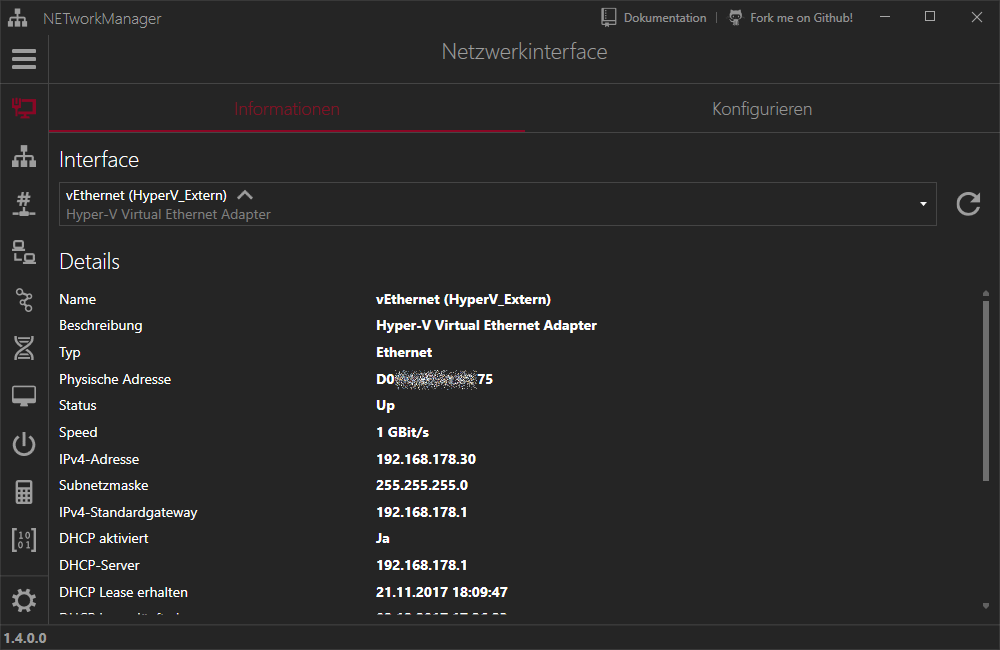 NETworkManager
Dokumentation
Fork me on Github!
Netzwerkinterface
Informationen
Konfigurieren
Interface
vEthernet (HyperV_Extern)
Hyper-V Virtual Ethernet Adapter
Details
Name vEthernet (HyperV_Extern)
Beschreibung Hyper-V Virtual Ethernet Adapter
Typ Ethernet
Physische Adresse D0 75
Status Up
Speed 1 GBit/s
IPv4-Adresse 192.168.178.30
Subnetzmaske 255.255.255.0
IPv4-Standardgateway 192.168.178.1
DHCP aktiviert Ja
DHCP-Server 192.168.178.1
DHCP Lease erhalten 21.11.2017 18:09:47
1.4.0.0